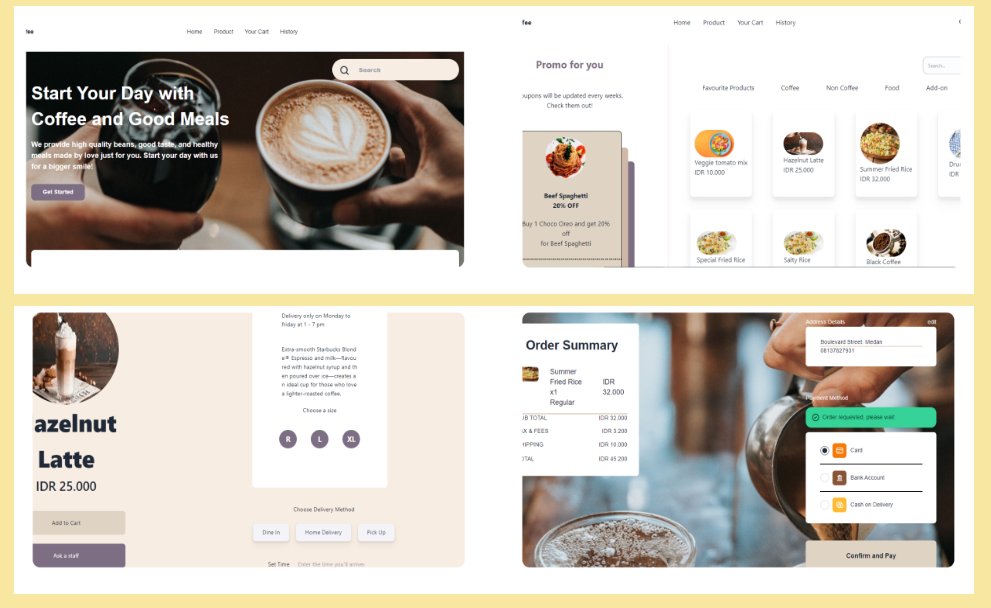 Home Product Your Cart History
Search
Start Your Day with
Coffee and Good Meals
We provide high quality beans, good taste, and healthy
meals made by love just for you. Start your day with us
for a bigger smile!
Get Started
fee
Home Product Your Cart History
Promo for you
upons will be updated every weeks.
Check them out!
Beef Spaghetti
20% OFF
Buy 1 Choco Oreo and get 20%
off
for Beef Spaghetti
Search...
Favourite Products Coffee Non Coffee Food Add-on
Veggie tomato mix
IDR 10.000
Hazelnut Latte
IDR 25.000
Summer Fried Rice
IDR 32.000
Dru
IDR
Special Fried Rice
Salty Rice
Black Coffee
azelnut
Latte
IDR 25.000
Add to Cart
Ask a staff
Delivery only on Monday to
friday at 1 - 7 pm
Extra-smooth Starbucks Blond
e® Espresso and milk—flavou
red with hazelnut syrup and th
en poured over ice—creates a
n ideal cup for those who love
a lighter-roasted coffee.
Choose a size
R L XL
Choose Delivery Method
Dine In Home Delivery Pick Up
Set Time Enter the time you'll arrive
Order Summary
Summer
Fried Rice
x1
Regular
IDR
32.000
UB TOTAL IDR 32.000
AX & FEES IDR 3.200
HIPPING IDR 10.000
OTAL IDR 45.200
Address Details edit
Boulevard Street, Medan
08137627931
Payment Method
Order requested, please wait
Card
Bank Account
Cash on Delivery
Confirm and Pay